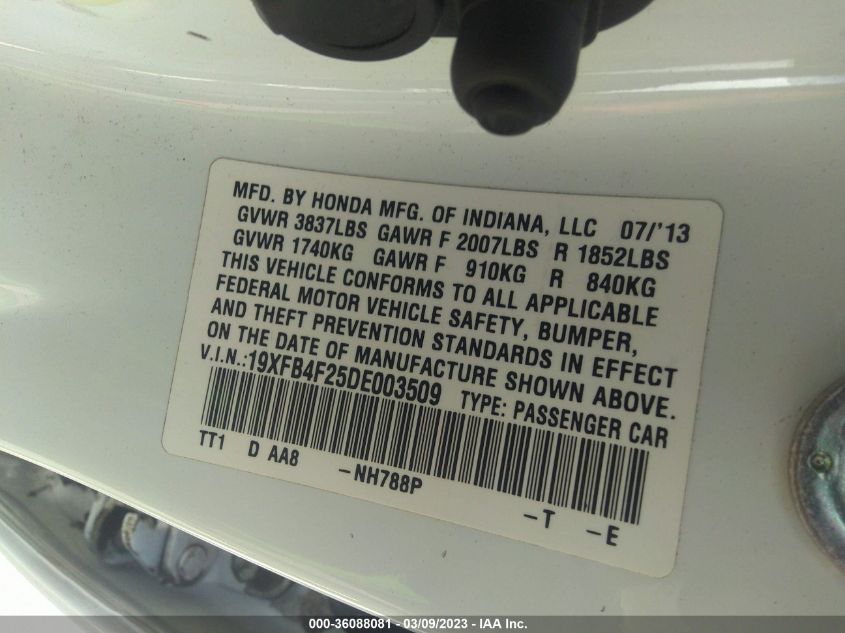 MFD. BY HONDA MFG. OF INDIANA, LLC 07/'13
GVWR 3837LBS GAWR F 2007LBS R 1852LBS
GVWR 1740KG GAWR F 910KG R 840KG
THIS VEHICLE CONFORMS TO ALL APPLICABLE
FEDERAL MOTOR VEHICLE SAFETY, BUMPER,
AND THEFT PREVENTION STANDARDS IN EFFECT
ON THE DATE OF MANUFACTURE SHOWN ABOVE.
V.I.N.:19XFB4F25DE003509 TYPE: PASSENGER CAR
TT1 D AA8 -NH788P -T -E
000-36088081 - 03/09/2023 - IAA Inc.